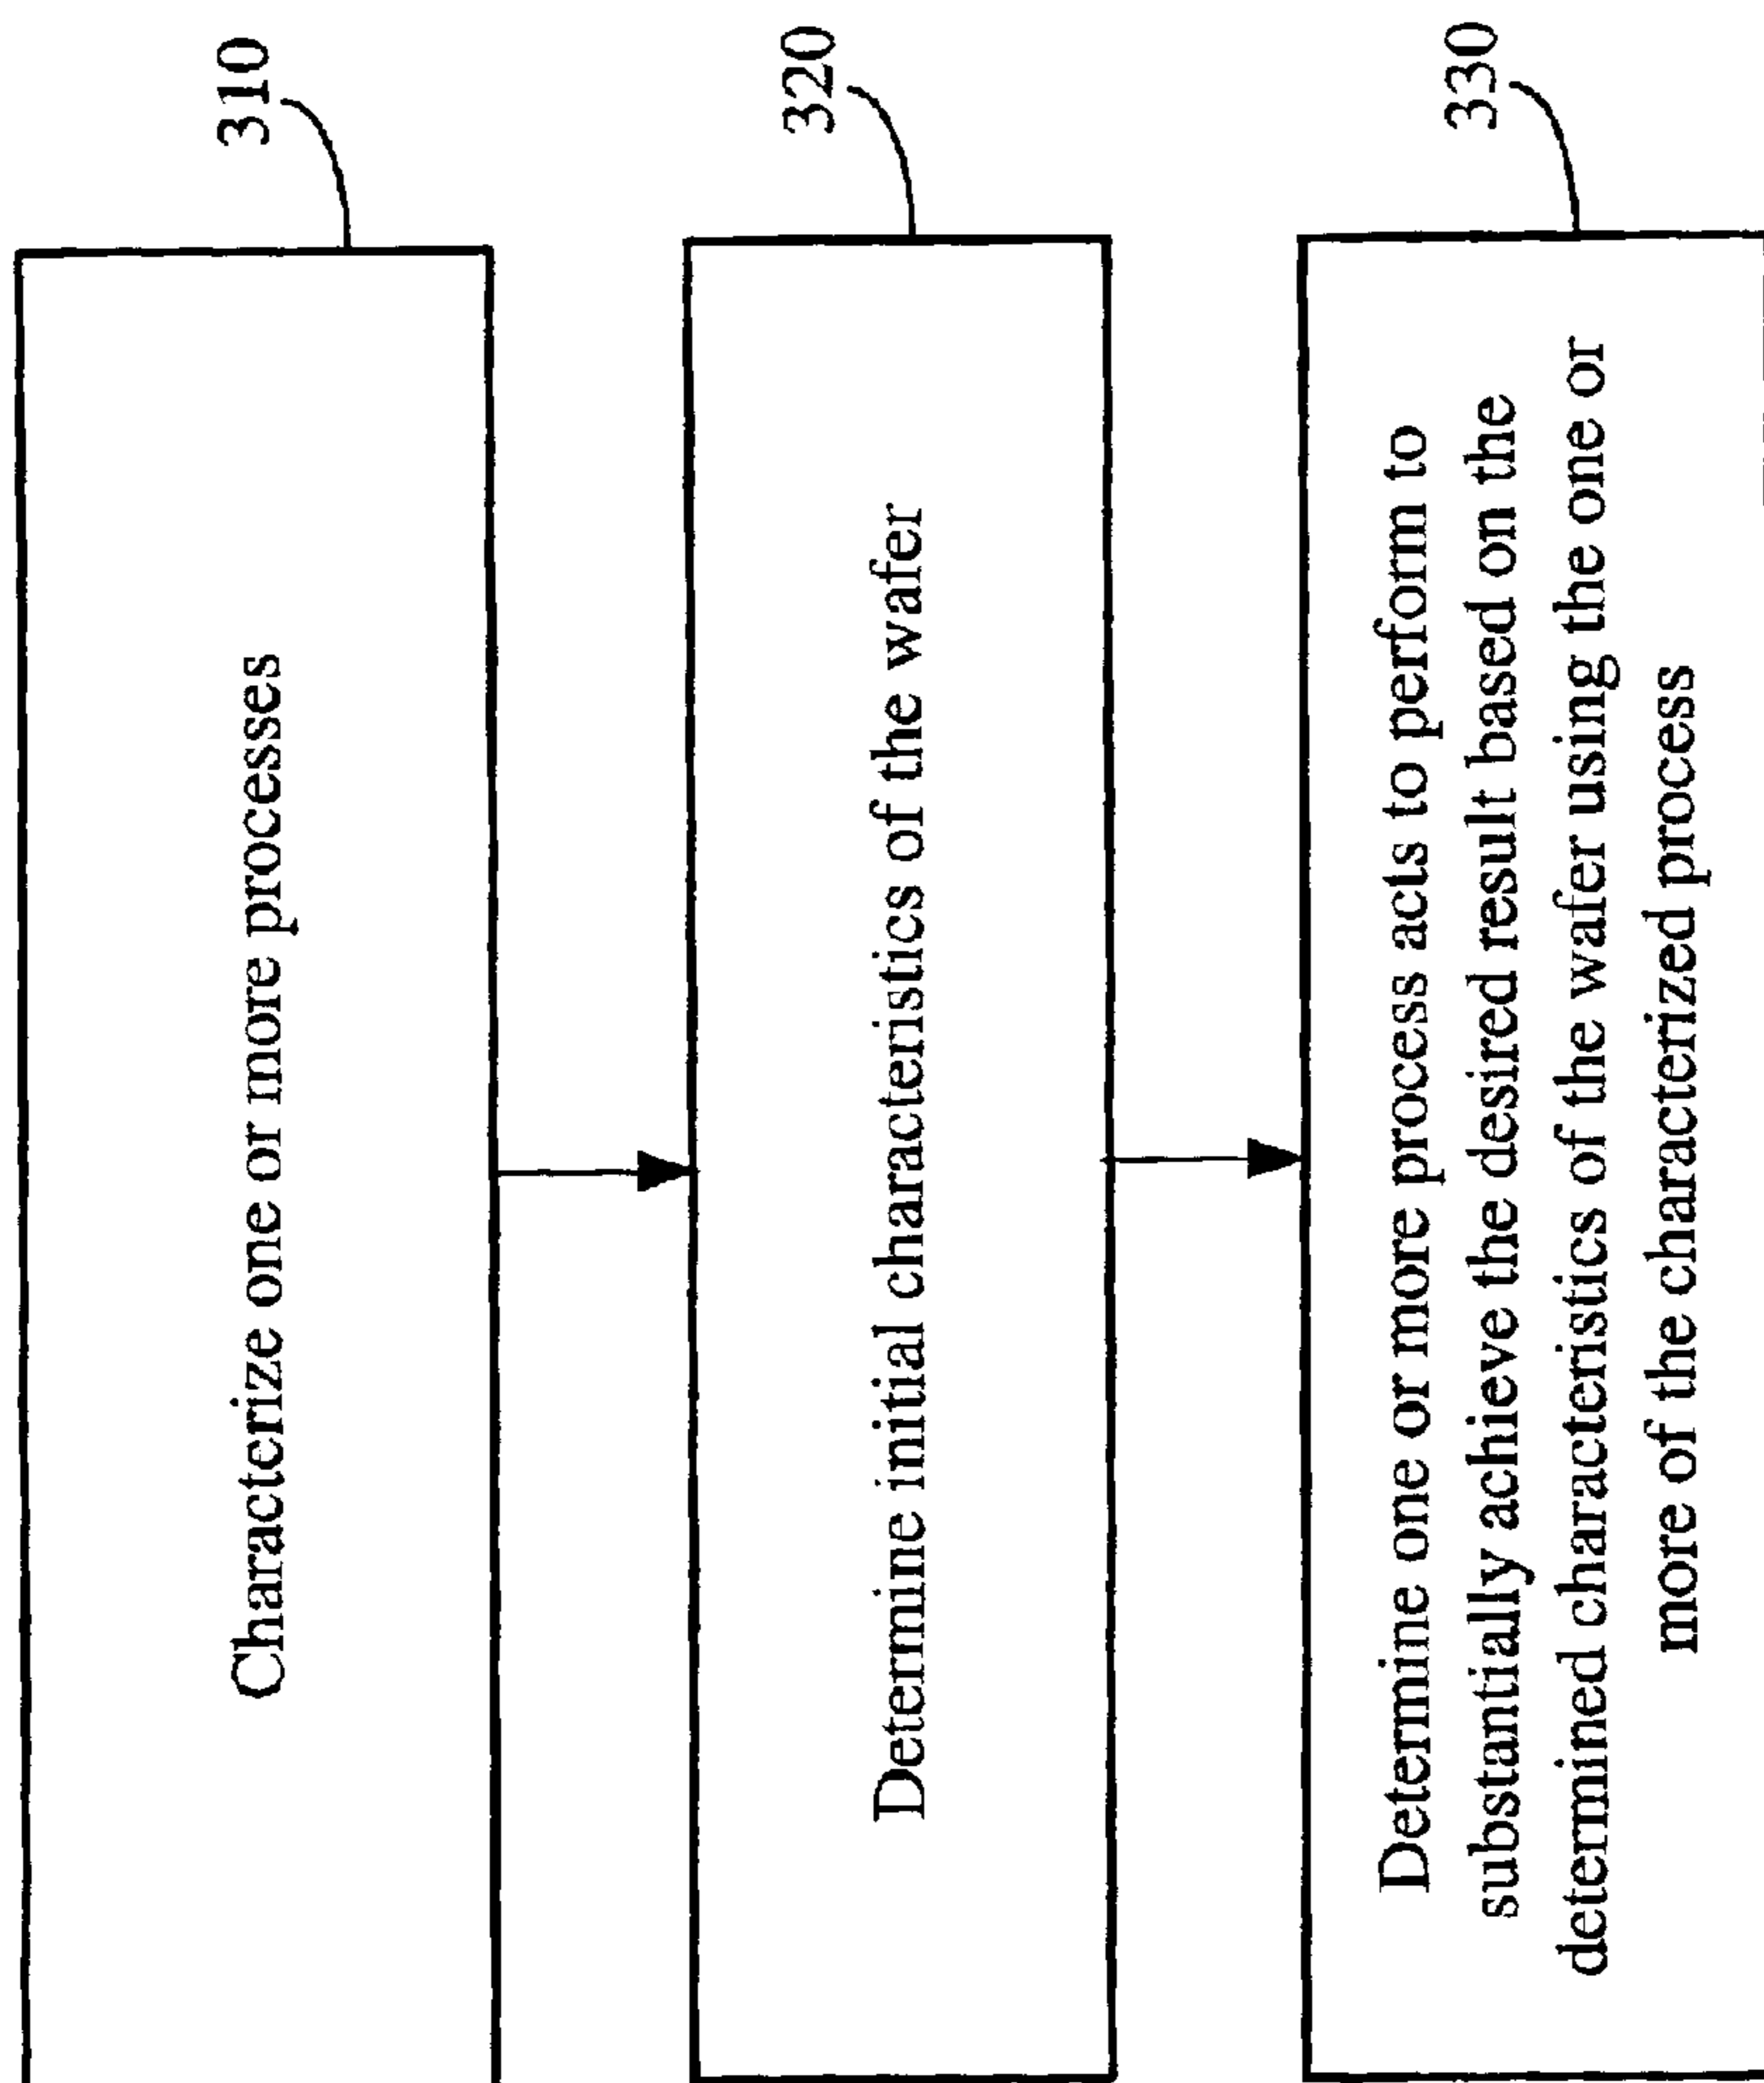 310
Characterize one or more processes
320
Determine initial characteristics of the wafer
330
Determine one or more process acts to perform to
substantially achieve the desired result based on the
determined characteristics of the wafer using the one or
more of the characterized process